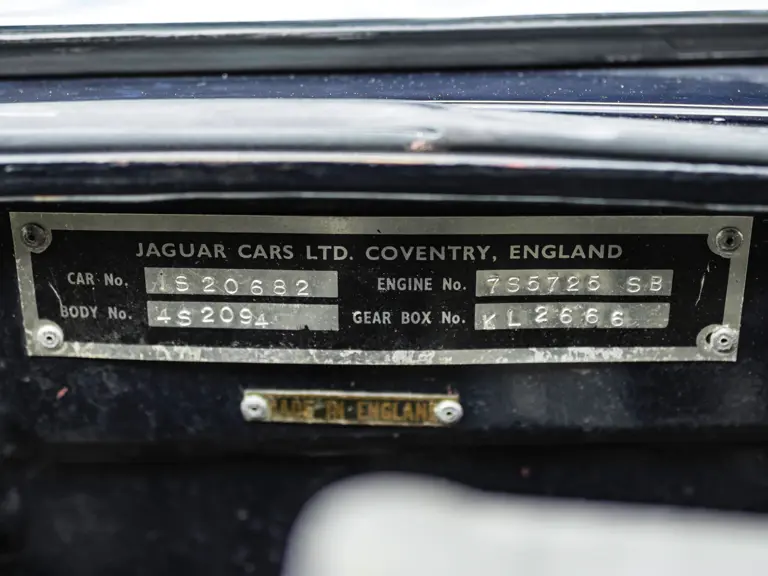 JAGUAR CARS LTD. COVENTRY, ENGLAND
CAR No. 1S20682 ENGINE No. 7S5725 SB
BODY No. 4S2094 GEAR BOX No. KL2666
MADE IN ENGLAND